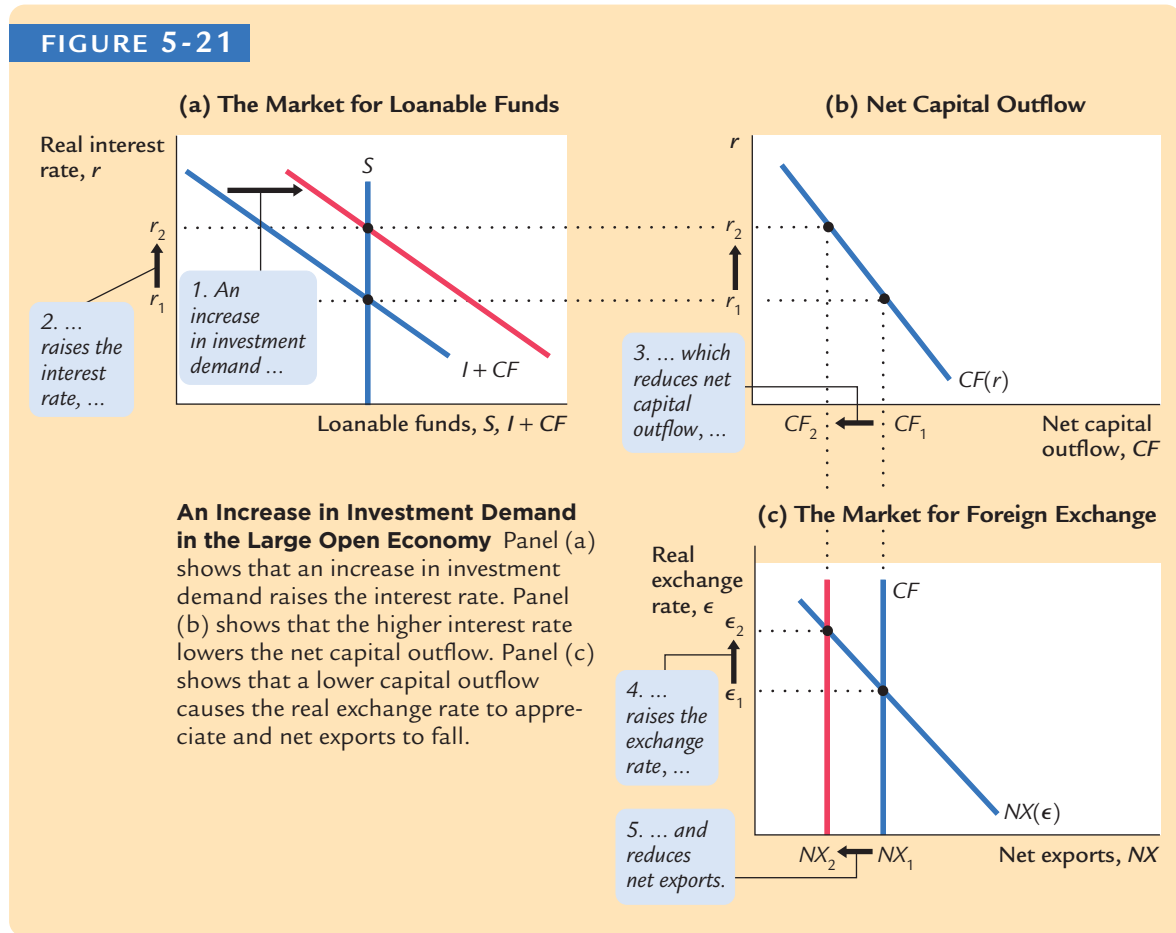 FIGURE 5-21
(a) The Market for Loanable Funds
Real interest
rate, r
S
r2
r1
1. An
increase
in investment
demand ...
2. ...
raises the
interest
rate, ...
I + CF
Loanable funds, S, I + CF
(b) Net Capital Outflow
r
r2
r1
3. ... which
reduces net
capital
outflow, ...
CF(r)
CF2
CF1
Net capital
outflow, CF
An Increase in Investment Demand
in the Large Open Economy Panel (a)
shows that an increase in investment
demand raises the interest rate. Panel
(b) shows that the higher interest rate
lowers the net capital outflow. Panel (c)
shows that a lower capital outflow
causes the real exchange rate to appre-
ciate and net exports to fall.
(c) The Market for Foreign Exchange
Real
exchange
rate, ϵ
CF
ϵ2
ϵ1
4. ...
raises the
exchange
rate, ...
NX(ϵ)
5. ... and
reduces
net exports.
NX2
NX1
Net exports, NX